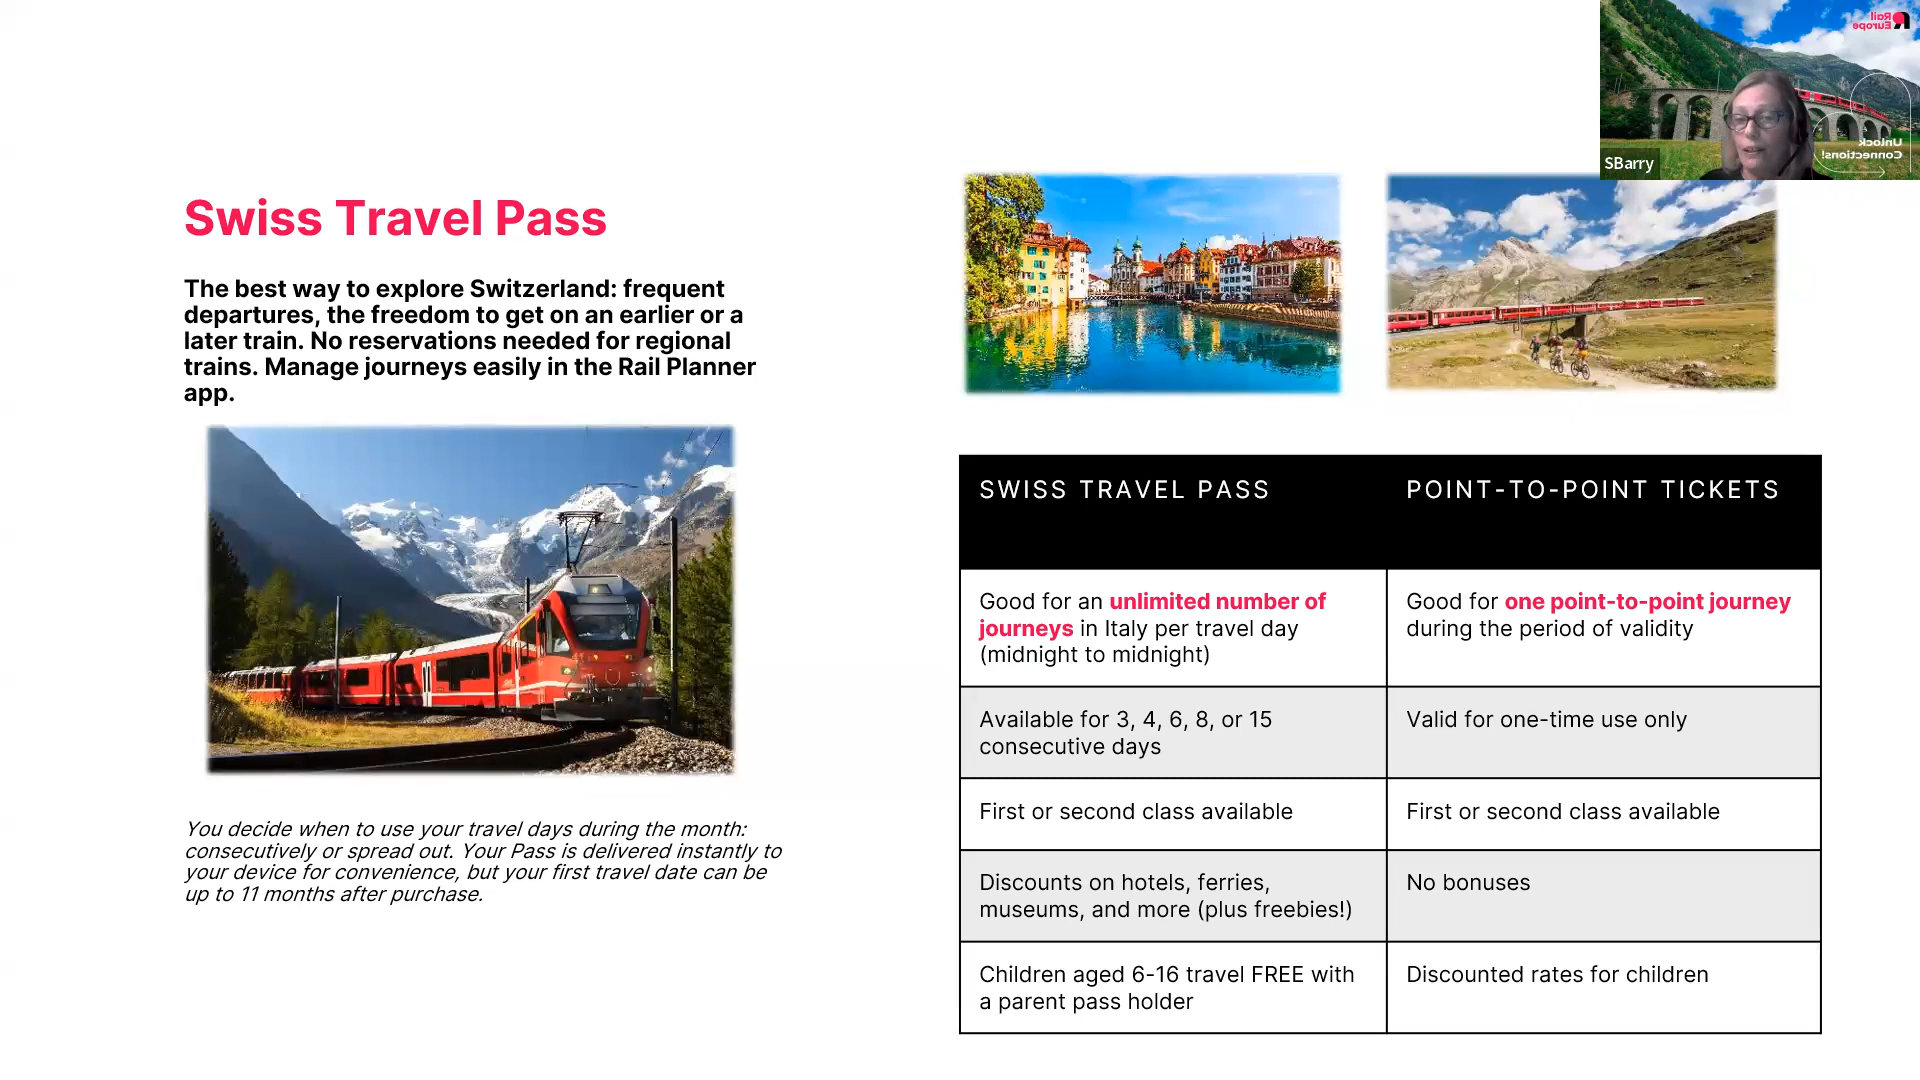 Rail
Europe
Unlock
Connections!
SBarry
Swiss Travel Pass
The best way to explore Switzerland: frequent
departures, the freedom to get on an earlier or a
later train. No reservations needed for regional
trains. Manage journeys easily in the Rail Planner
app.
You decide when to use your travel days during the month:
consecutively or spread out. Your Pass is delivered instantly to
your device for convenience, but your first travel date can be
up to 11 months after purchase.
SWISS TRAVEL PASS
POINT-TO-POINT TICKETS
Good for an unlimited number of
journeys in Italy per travel day
(midnight to midnight)
Good for one point-to-point journey
during the period of validity
Available for 3, 4, 6, 8, or 15
consecutive days
Valid for one-time use only
First or second class available
First or second class available
Discounts on hotels, ferries,
museums, and more (plus freebies!)
No bonuses
Children aged 6-16 travel FREE with
a parent pass holder
Discounted rates for children